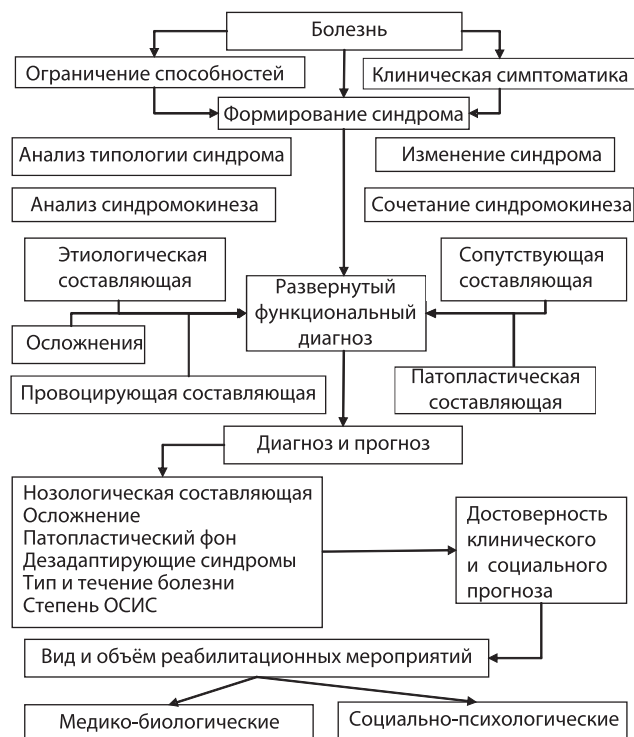 Болезнь
Ограничение способностей
Клиническая симптоматика
Формирование синдрома
Анализ типологии синдрома
Изменение синдрома
Анализ синдромокинеза
Сочетание синдромокинеза
Этиологическая
составляющая
Сопутствующая
составляющая
Развернутый
функциональный
диагноз
Осложнения
Провоцирующая составляющая
Патопластическая
составляющая
Диагноз и прогноз
Нозологическая составляющая
Осложнение
Патопластический фон
Дезадаптирующие синдромы
Тип и течение болезни
Степень ОСИС
Достоверность
клинического
и социального
прогноза
Вид и объём реабилитационных мероприятий
Медико-биологические
Социально-психологические